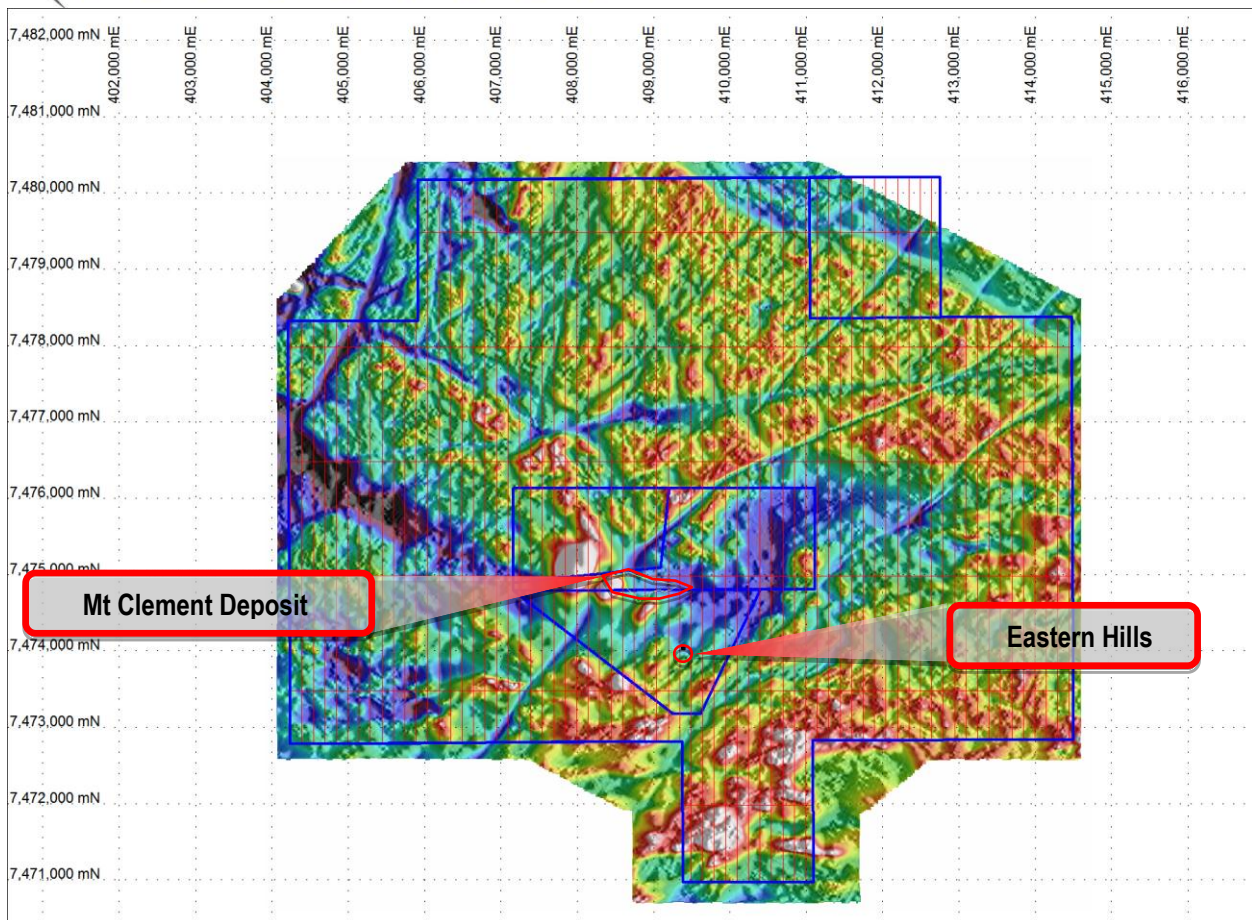 7,482,000 mN
402,000 mE
403,000 mE
404,000 mE
405,000 mE
406,000 mE
407,000 mE
408,000 mE
409,000 mE
410,000 mE
411,000 mE
412,000 mE
413,000 mE
414,000 mE
415,000 mE
416,000 mE
7,481,000 mN
7,480,000 mN
7,479,000 mN
7,478,000 mN
7,477,000 mN
7,476,000 mN
7,475,000 mN
Mt Clement Deposit
Eastern Hills
7,474,000 mN
7,473,000 mN
7,472,000 mN
7,471,000 mN